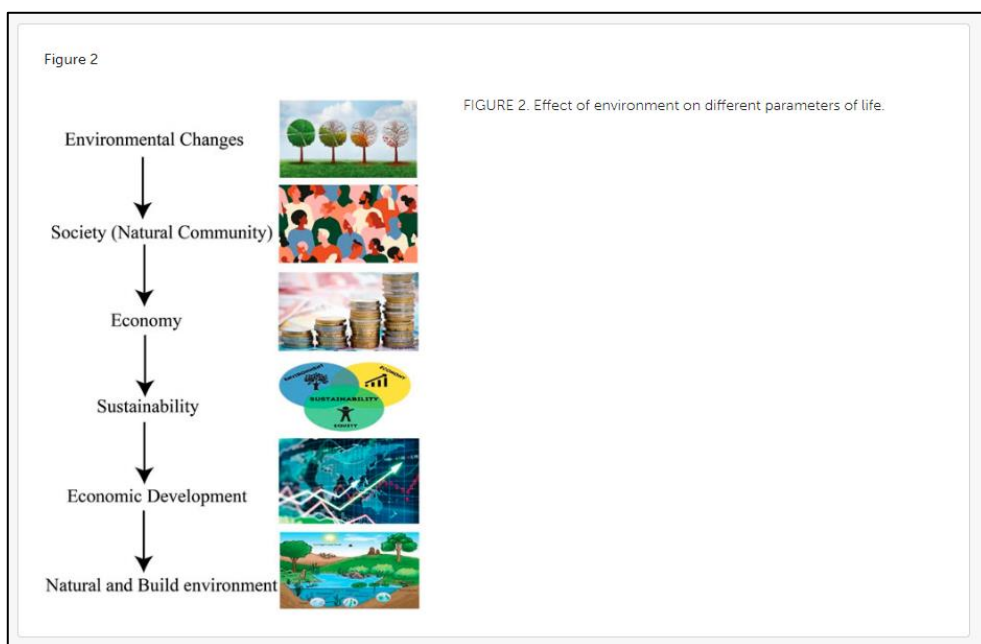 Figure 2
FIGURE 2. Effect of environment on different parameters of life.
Environmental Changes
Society (Natural Community)
Economy
Sustainability
ECONOMY
SUSTAINABILITY
Economic Development
Natural and Build environment